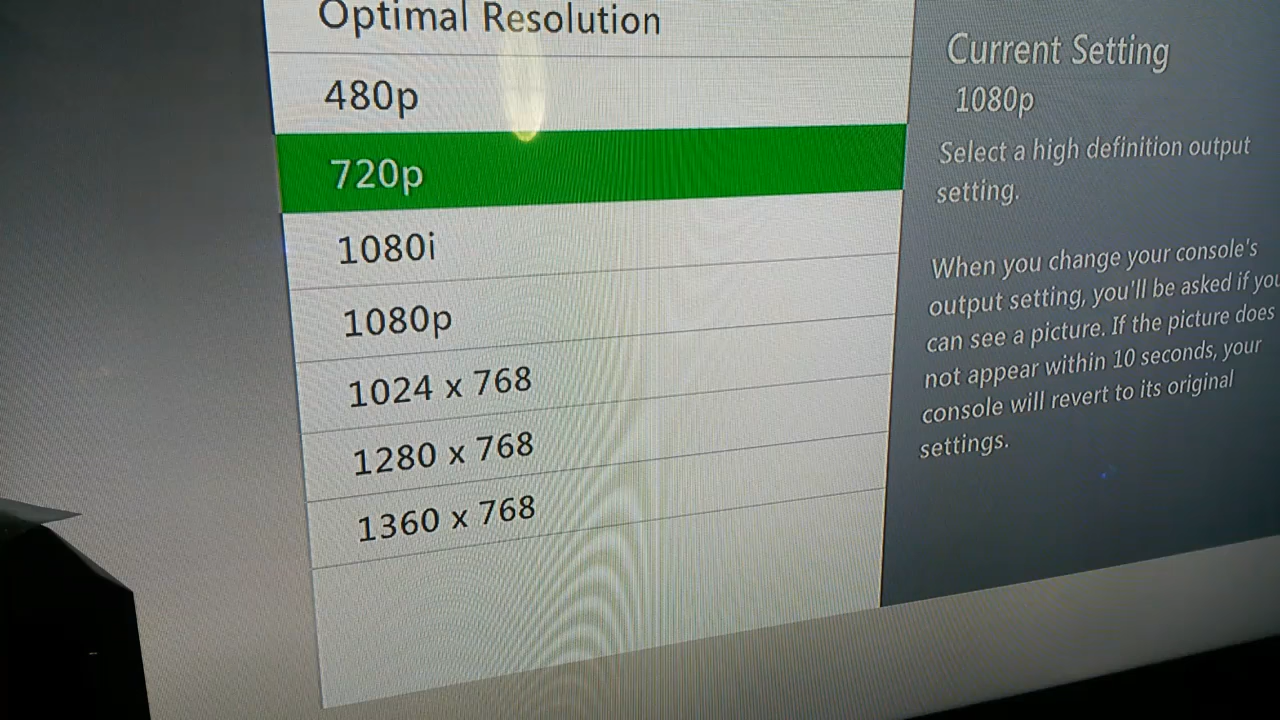 Optimal Resolution
480p
720p
1080i
1080p
1024 x 768
1280 x 768
1360 x 768
Current Setting
1080p
Select a high definition output
setting.
When you change your console's
output setting, you'll be asked if you
can see a picture. If the picture does
not appear within 10 seconds, your
console will revert to its original
settings.